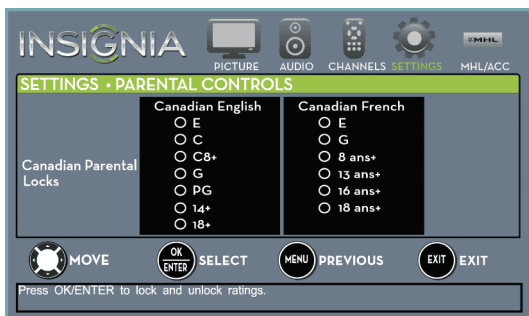 INSIGNIA
PICTURE AUDIO CHANNELS SETTINGS MHL/ACC
MHL
SETTINGS • PARENTAL CONTROLS
Canadian Parental
Locks
Canadian English
E
C
C8+
G
PG
14+
18+
Canadian French
E
G
8 ans+
13 ans+
16 ans+
18 ans+
MOVE
OK
ENTER
SELECT
MENU
PREVIOUS
EXIT
EXIT
Press OK/ENTER to lock and unlock ratings.